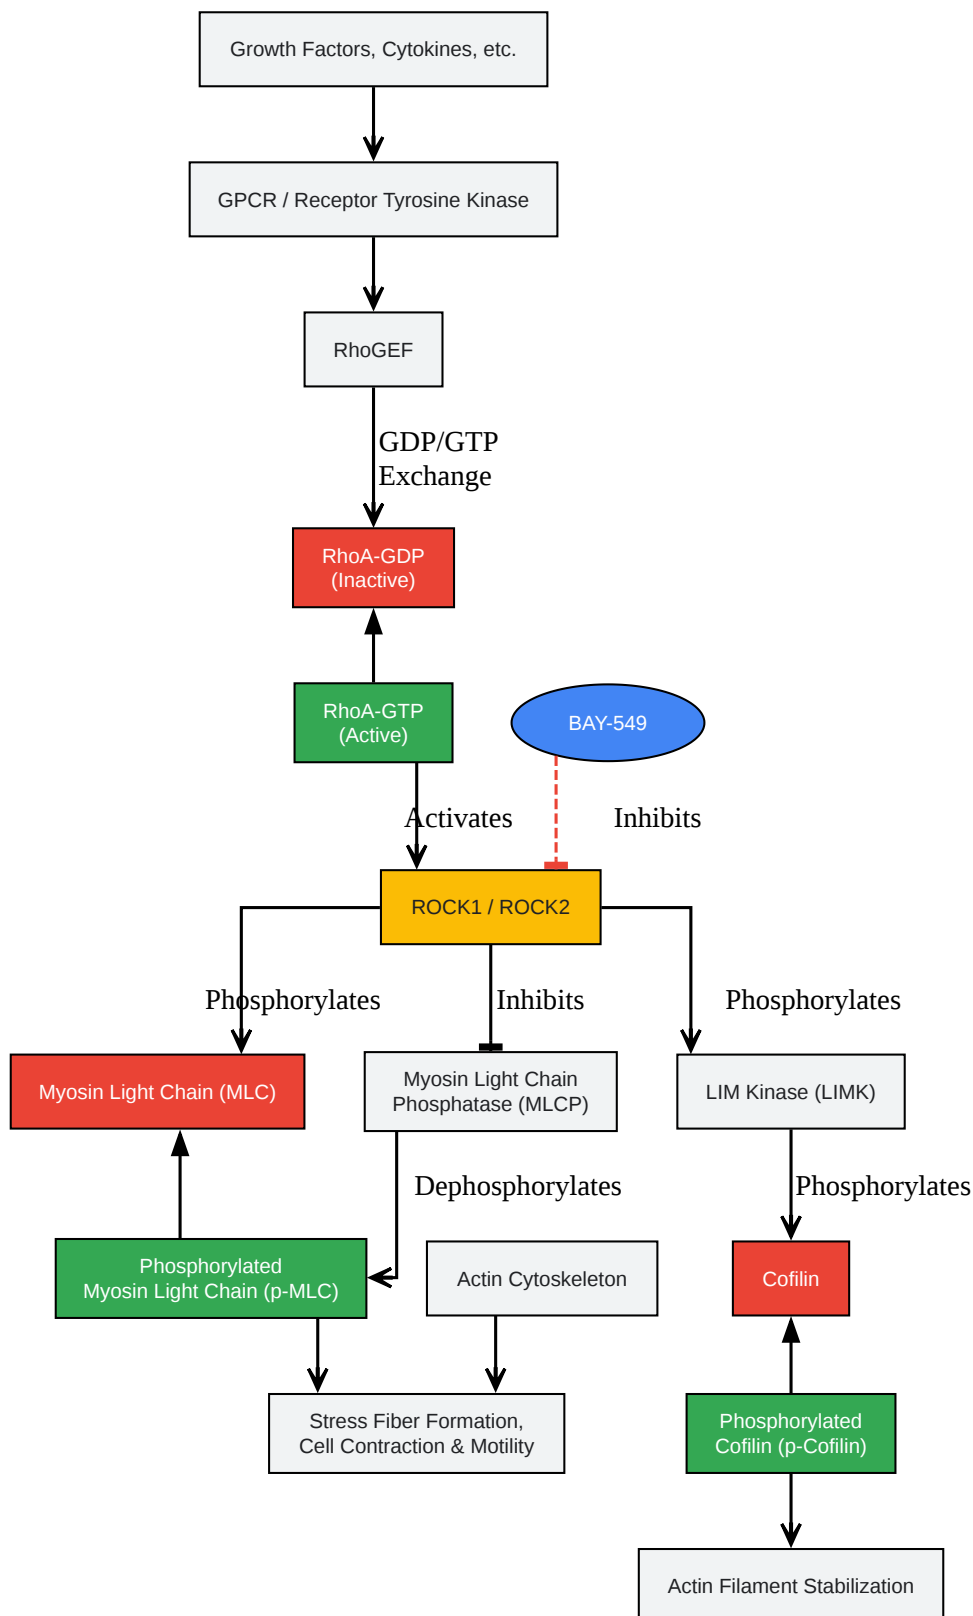 Growth Factors, Cytokines, etc.
GPCR / Receptor Tyrosine Kinase
RhoGEF
GDP/GTP
Exchange
RhoA-GDP
(Inactive)
RhoA-GTP
(Active)
BAY-549
Activates
Inhibits
ROCK1 / ROCK2
Phosphorylates
Inhibits
Phosphorylates
Myosin Light Chain (MLC)
Myosin Light Chain
Phosphatase (MLCP)
LIM Kinase (LIMK)
Dephosphorylates
Phosphorylates
Phosphorylated
Myosin Light Chain (p-MLC)
Actin Cytoskeleton
Cofilin
Stress Fiber Formation,
Cell Contraction & Motility
Phosphorylated
Cofilin (p-Cofilin)
Actin Filament Stabilization